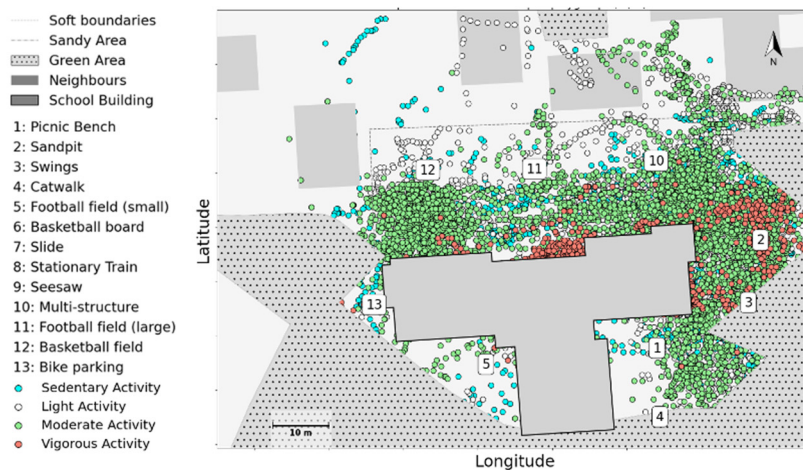 Soft boundaries
Sandy Area
Green Area
Neighbours
School Building
1: Picnic Bench
2: Sandpit
3: Swings
4: Catwalk
5: Football field (small)
6: Basketball board
7: Slide
8: Stationary Train
9: Seesaw
10: Multi-structure
11: Football field (large)
12: Basketball field
13: Bike parking
Sedentary Activity
Light Activity
Moderate Activity
Vigorous Activity
Latitude
N
12
11
10
2
13
3
1
5
4
10 m
Longitude